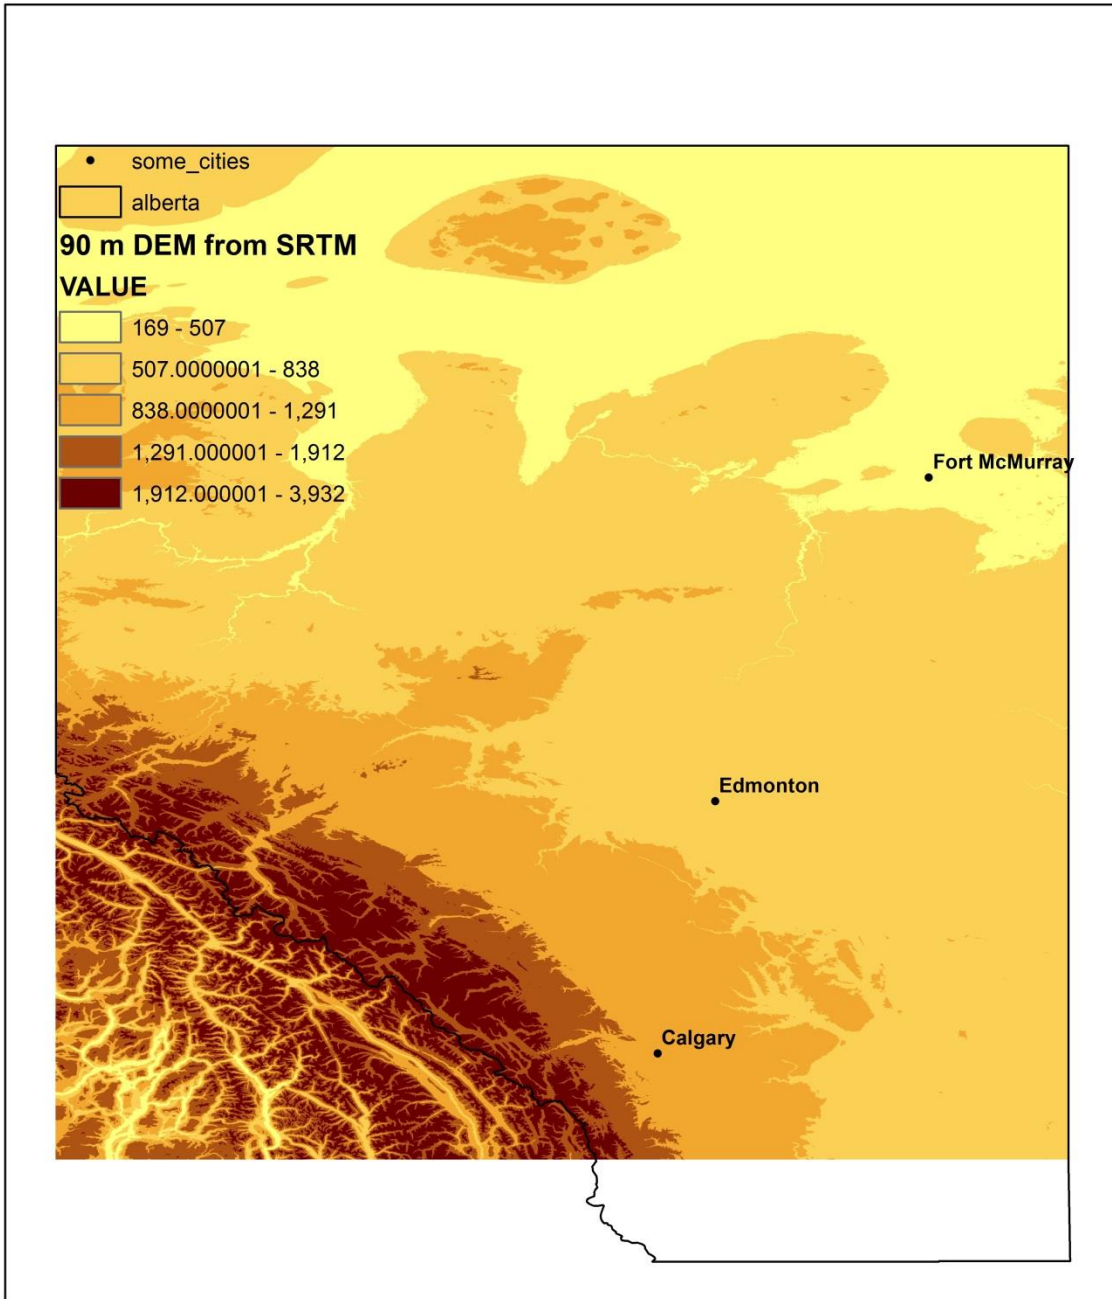 some_cities
alberta
90 m DEM from SRTM
VALUE
169 - 507
507.0000001 - 838
838.0000001 - 1,291
1,291.000001 - 1,912
1,912.000001 - 3,932
Fort McMurray
Edmonton
Calgary